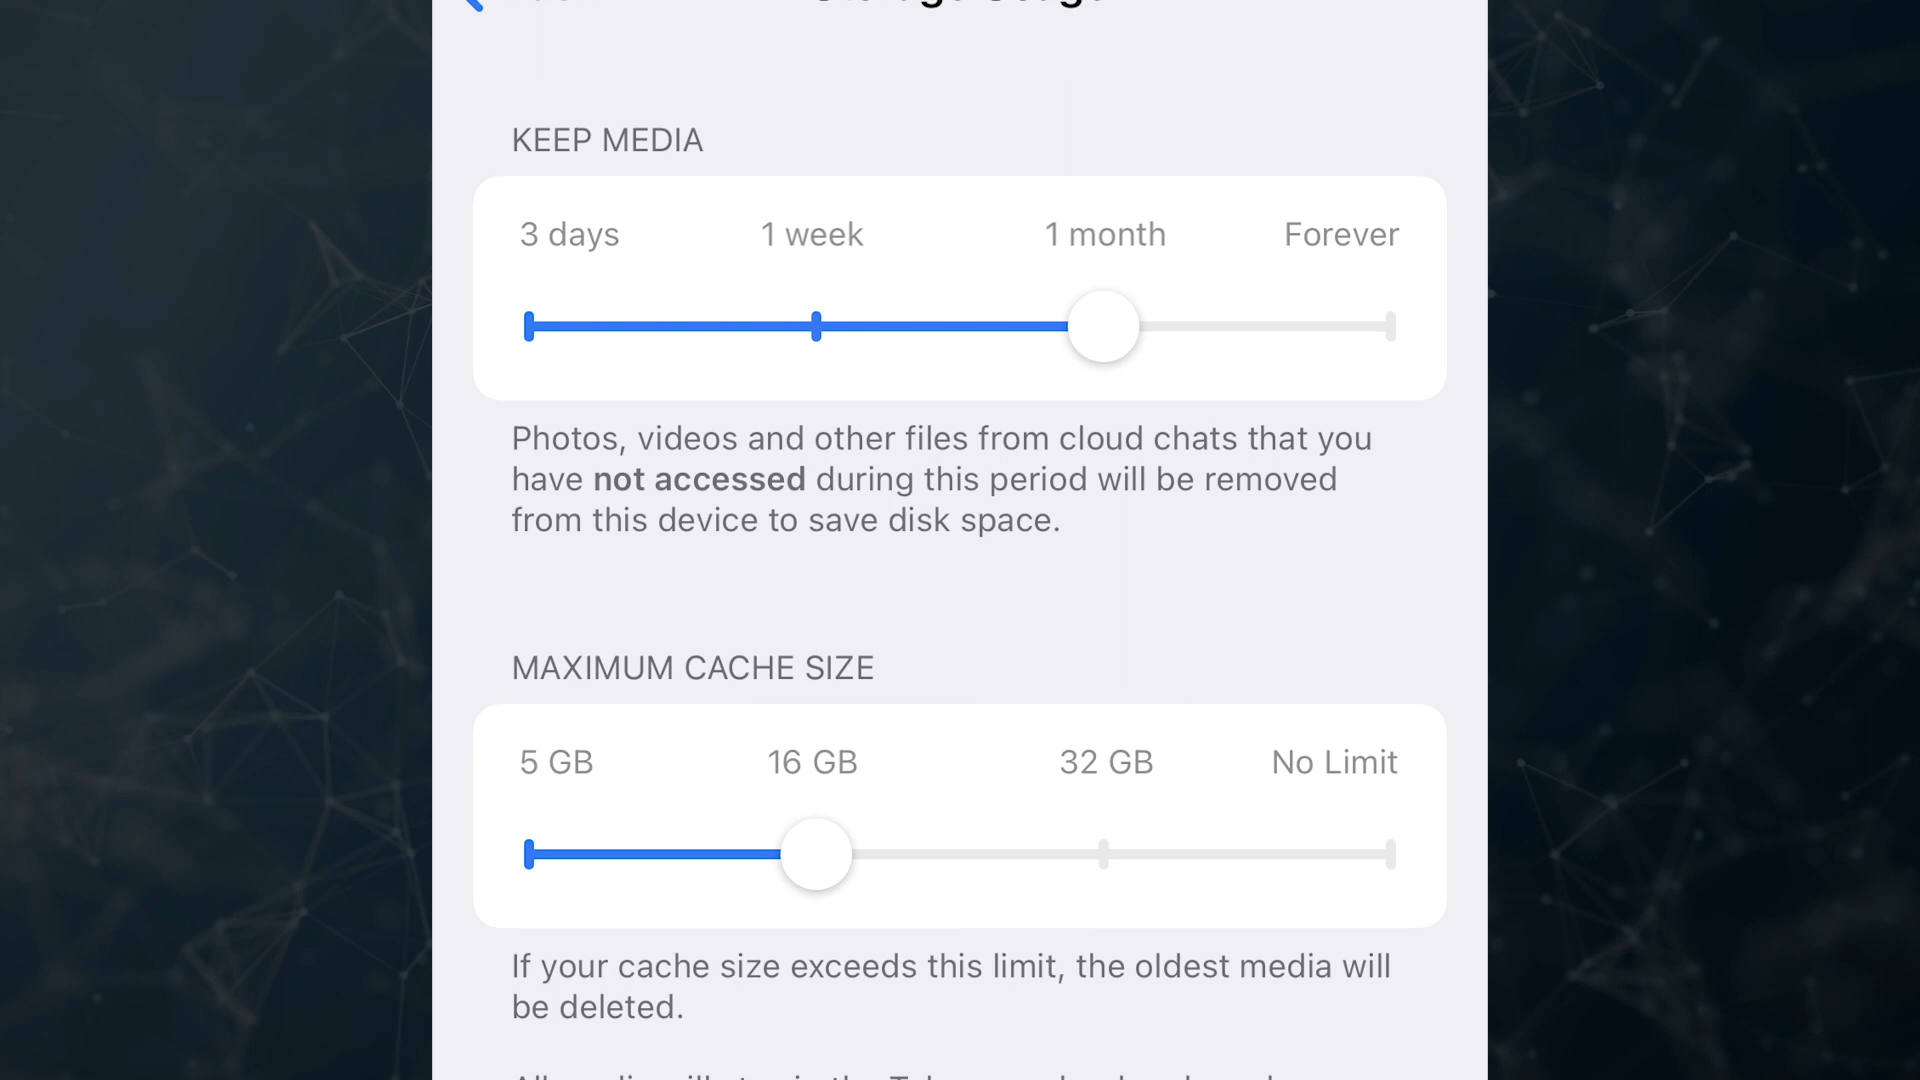 KEEP MEDIA
3 days 1 week 1 month Forever
Photos, videos and other files from cloud chats that you
have not accessed during this period will be removed
from this device to save disk space.
MAXIMUM CACHE SIZE
5 GB 16 GB 32 GB No Limit
If your cache size exceeds this limit, the oldest media will
be deleted.